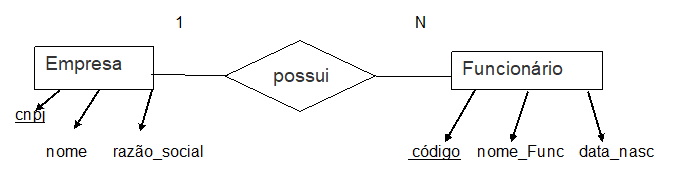 1 N
Empresa possui Funcionário
cnpj
nome razão_social código nome_Func data_nasc